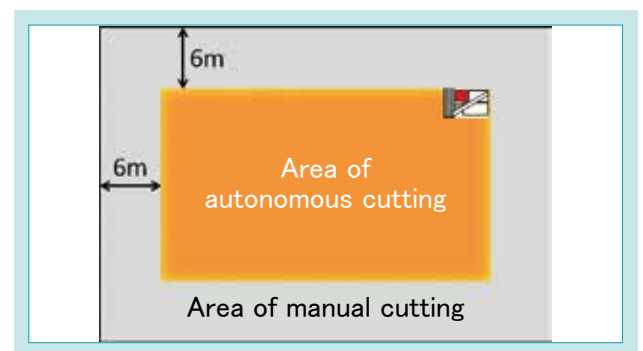 6m
6m
Area of
autonomous cutting
Area of manual cutting